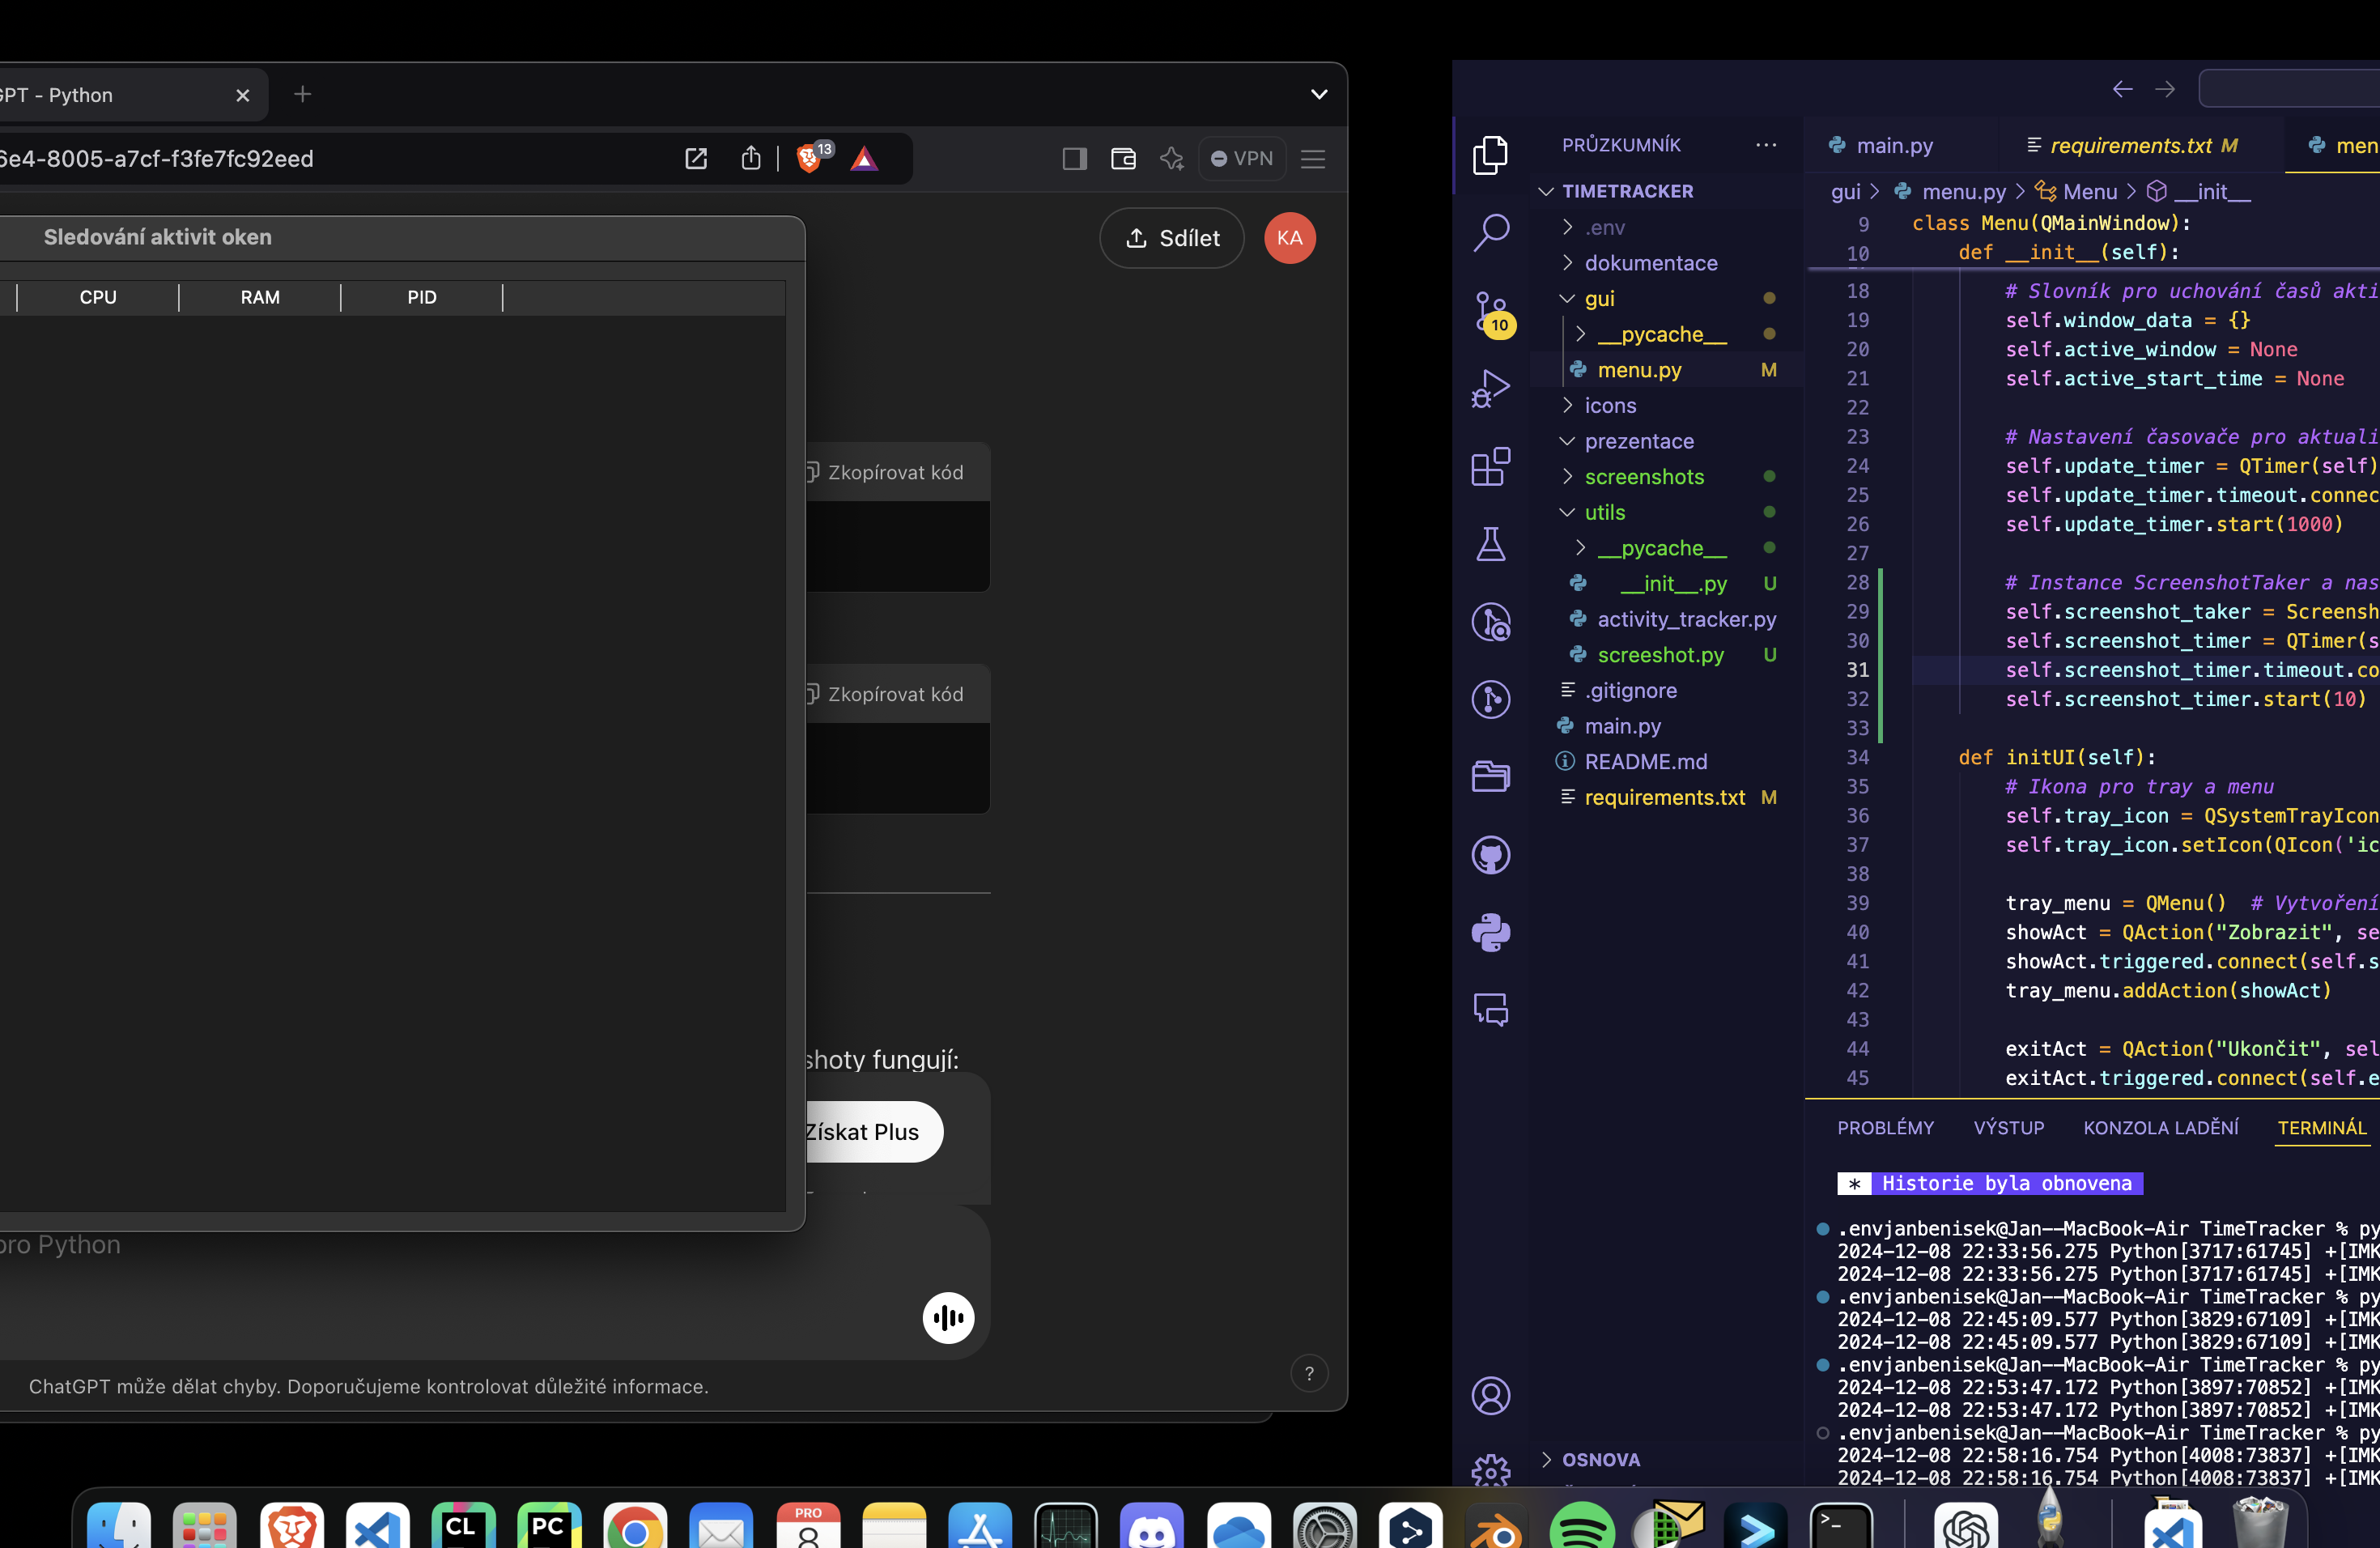 GPT - Python
6e4-8005-a7cf-f3fe7fc92eed
13
VPN
Sdílet
KA
Sledování aktivit oken
CPU
RAM
PID
Zkopírovat kód
Zkopírovat kód
shoty fungují:
Získat Plus
pro Python
ChatGPT může dělat chyby. Doporučujeme kontrolovat důležité informace.
?
PRŮZKUMNÍK
TIMETRACKER
.env
dokumentace
gui
__pycache__
menu.py M
icons
prezentace
screenshots
utils
__pycache__
__init__.py U
activity_tracker.py
screeshot.py U
.gitignore
main.py
README.md
requirements.txt M
OSNOVA
10
main.py
requirements.txt M
men
gui > menu.py > Menu > __init__
9 class Menu(QMainWindow):
10 def __init__(self):
18 # Slovník pro uchování časů akti
19 self.window_data = {}
20 self.active_window = None
21 self.active_start_time = None
22
23 # Nastavení časovače pro aktuali
24 self.update_timer = QTimer(self)
25 self.update_timer.timeout.connec
26 self.update_timer.start(1000)
27
28 # Instance ScreenshotTaker a nas
29 self.screenshot_taker = Screensh
30 self.screenshot_timer = QTimer(s
31 self.screenshot_timer.timeout.co
32 self.screenshot_timer.start(10)
33
34 def initUI(self):
35 # Ikona pro tray a menu
36 self.tray_icon = QSystemTrayIcon
37 self.tray_icon.setIcon(QIcon('ic
38
39 tray_menu = QMenu() # Vytvoření
40 showAct = QAction("Zobrazit", se
41 showAct.triggered.connect(self.s
42 tray_menu.addAction(showAct)
43
44 exitAct = QAction("Ukončit", sel
45 exitAct.triggered.connect(self.e
PROBLÉMY
VÝSTUP
KONZOLA LADĚNÍ
TERMINÁL
* Historie byla obnovena
.envjanbenisek@Jan--MacBook-Air TimeTracker % py
2024-12-08 22:33:56.275 Python[3717:61745] +[IMK
2024-12-08 22:33:56.275 Python[3717:61745] +[IMK
.envjanbenisek@Jan--MacBook-Air TimeTracker % py
2024-12-08 22:45:09.577 Python[3829:67109] +[IMK
2024-12-08 22:45:09.577 Python[3829:67109] +[IMK
.envjanbenisek@Jan--MacBook-Air TimeTracker % py
2024-12-08 22:53:47.172 Python[3897:70852] +[IMK
2024-12-08 22:53:47.172 Python[3897:70852] +[IMK
.envjanbenisek@Jan--MacBook-Air TimeTracker % py
2024-12-08 22:58:16.754 Python[4008:73837] +[IMK
2024-12-08 22:58:16.754 Python[4008:73837] +[IMK
CL
PC
PRO
8